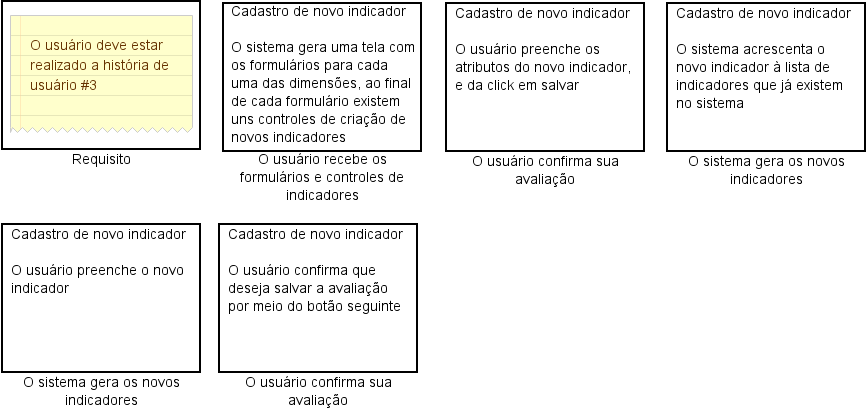 O usuário deve estar
realizado a história de
usuário #3
Requisito
Cadastro de novo indicador
O sistema gera uma tela com
os formulários para cada
uma das dimensões, ao final
de cada formulário existem
uns controles de criação de
novos indicadores
O usuário recebe os
formulários e controles de
indicadores
Cadastro de novo indicador
O usuário preenche os
atributos do novo indicador,
e da click em salvar
O usuário confirma sua
avaliação
Cadastro de novo indicador
O sistema acrescenta o
novo indicador à lista de
indicadores que já existem
no sistema
O sistema gera os novos
indicadores
Cadastro de novo indicador
O usuário preenche o novo
indicador
O sistema gera os novos
indicadores
Cadastro de novo indicador
O usuário confirma que
deseja salvar a avaliação
por meio do botão seguinte
O usuário confirma sua
avaliação